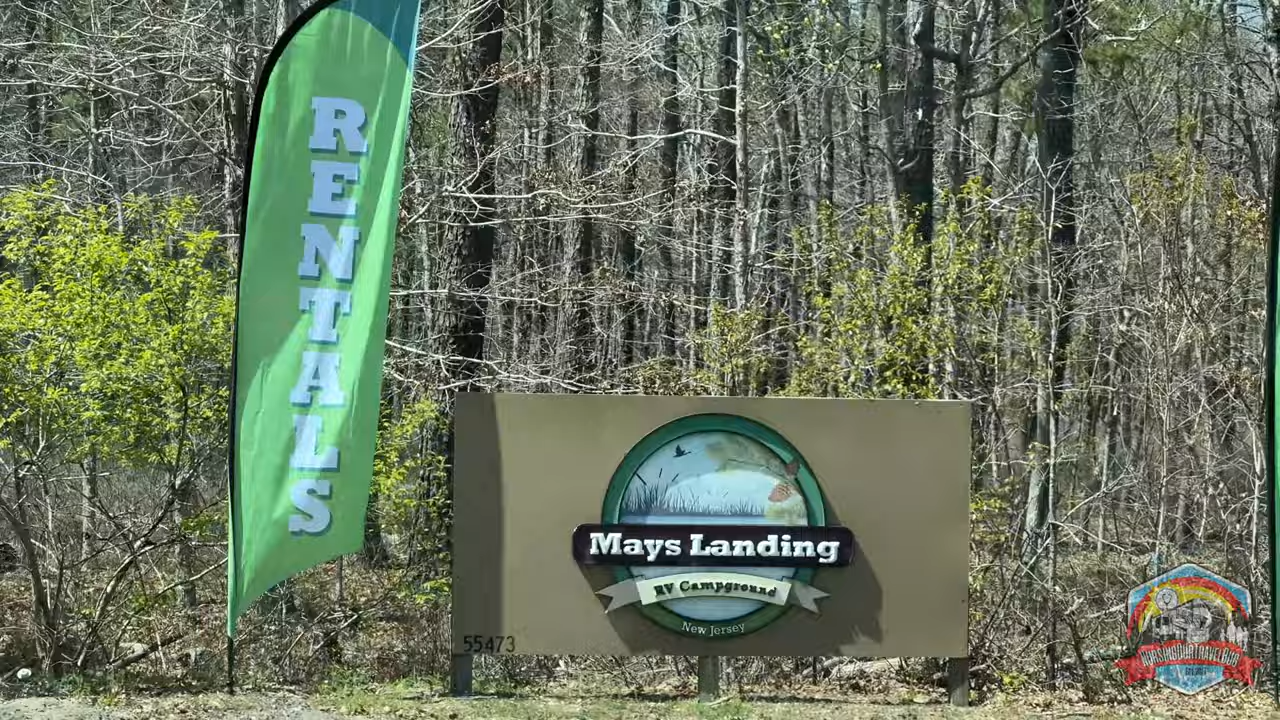 RENTALS
Mays Landing
RV Campground
New Jersey
55473